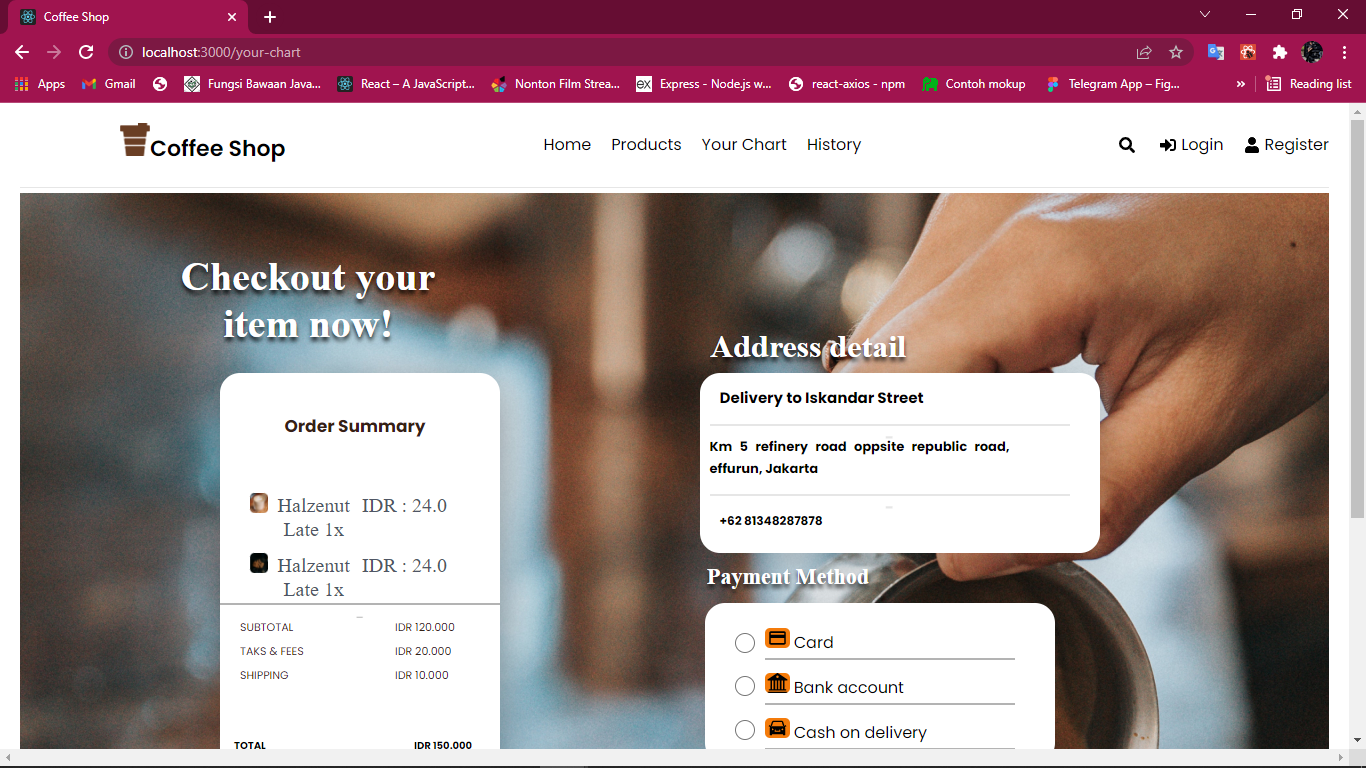 Coffee Shop
localhost:3000/your-chart
Apps Gmail Fungsi Bawaan Java... React – A JavaScript... Nonton Film Strea... Express - Node.js w... react-axios - npm Contoh mokup Telegram App – Fig... » Reading list
Coffee Shop Home Products Your Chart History Login Register
Checkout your
item now!
Order Summary
Halzenut IDR : 24.0
Late 1x
Halzenut IDR : 24.0
Late 1x
SUBTOTAL IDR 120.000
TAKS & FEES IDR 20.000
SHIPPING IDR 10.000
TOTAL IDR 150.000
Address detail
Delivery to Iskandar Street
Km 5 refinery road oppsite republic road,
effurun, Jakarta
+62 81348287878
Payment Method
Card
Bank account
Cash on delivery